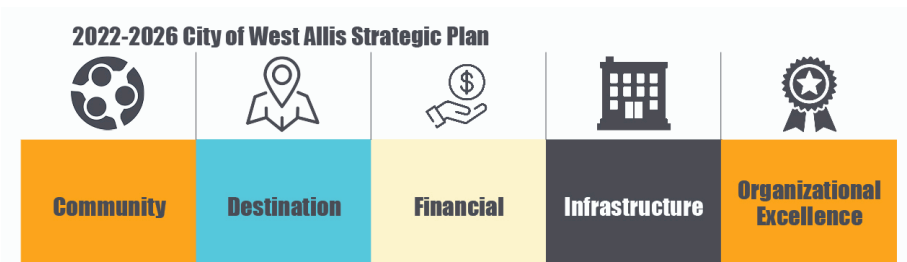 2022-2026 City of West Allis Strategic Plan
$
Community
Destination
Financial
Infrastructure
Organizational
Excellence